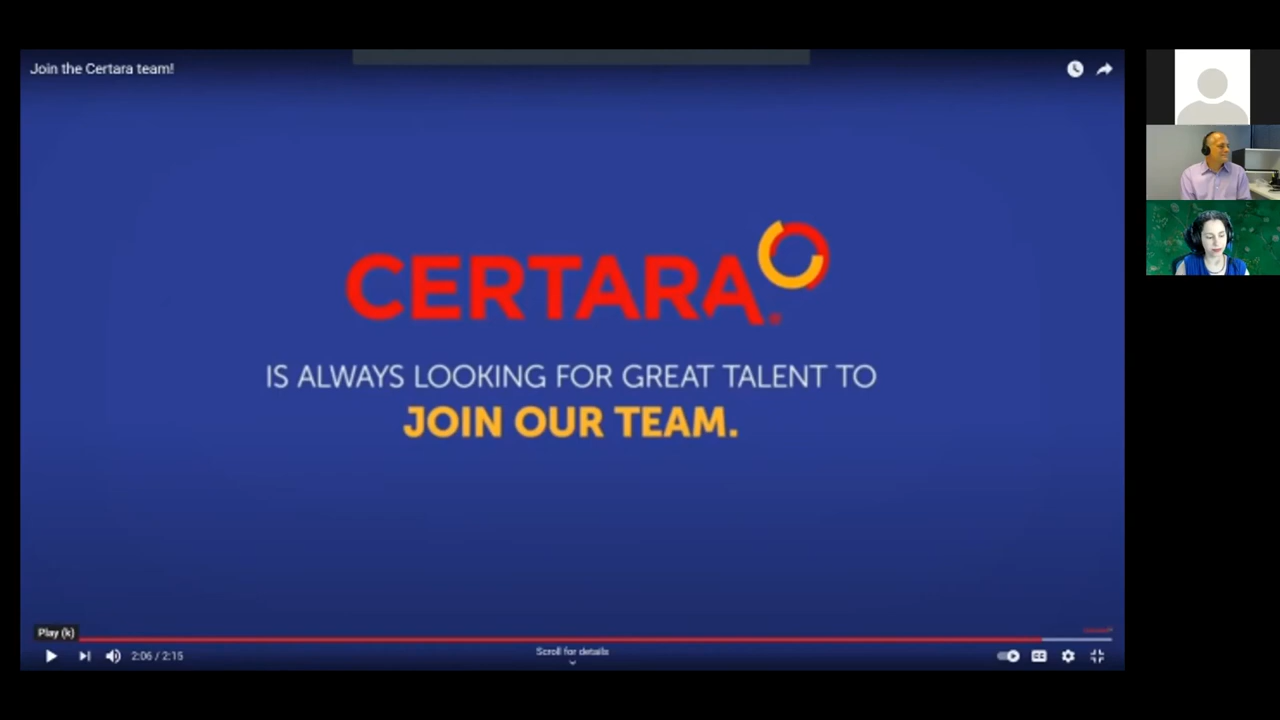 Join the Certara team!
CERTARA
IS ALWAYS LOOKING FOR GREAT TALENT TO
JOIN OUR TEAM.
Play (k)
2:06 / 2:15
Scroll for details
CC